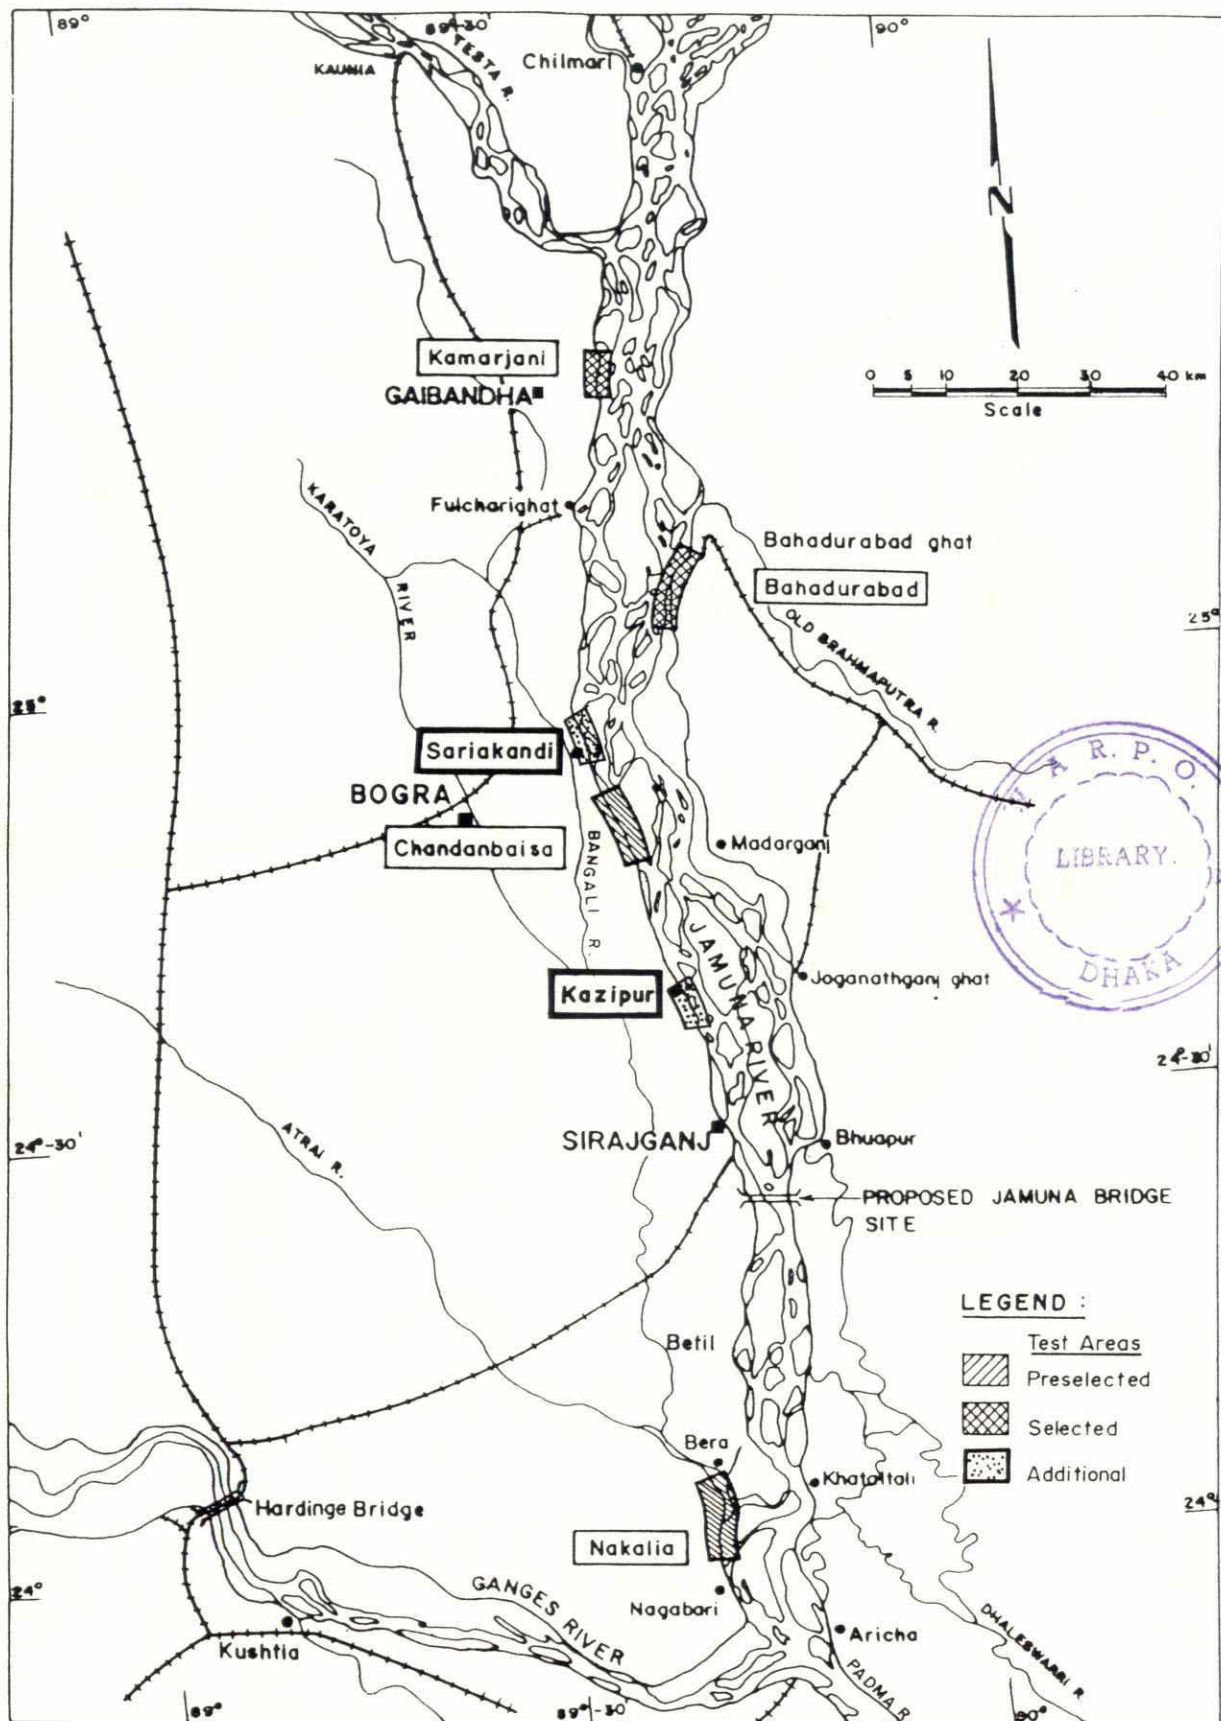 89°
89°-30'
90°
TESTA R.
KAUNIA
Chilmari
N
Kamarjani
GAIBANDHA
0 5 10 20 30 40 km
Scale
KARATOYA
RIVER
Fulcharighat
Bahadurabad ghat
Bahadurabad
OLD BRAHMAPUTRA R.
25°
25°
Sariakandi
BOGRA
Chandanbaisa
BANGALI R.
Madarganj
W A R. P. O.
LIBRARY.
DHAKA
JAMUNA RIVER
Kazipur
Joganathganj ghat
24°-30'
24°-30'
ATRAI R.
SIRAJGANJ
Bhuapur
PROPOSED JAMUNA BRIDGE
SITE
LEGEND :
Test Areas
Preselected
Selected
Additional
Betil
Bera
Khataltali
Hardinge Bridge
Nakalia
24°
24°
GANGES RIVER
Nagabari
Kushtia
Aricha
DHALESWARRI R.
PADMA R.
89°
89°-30'
90°